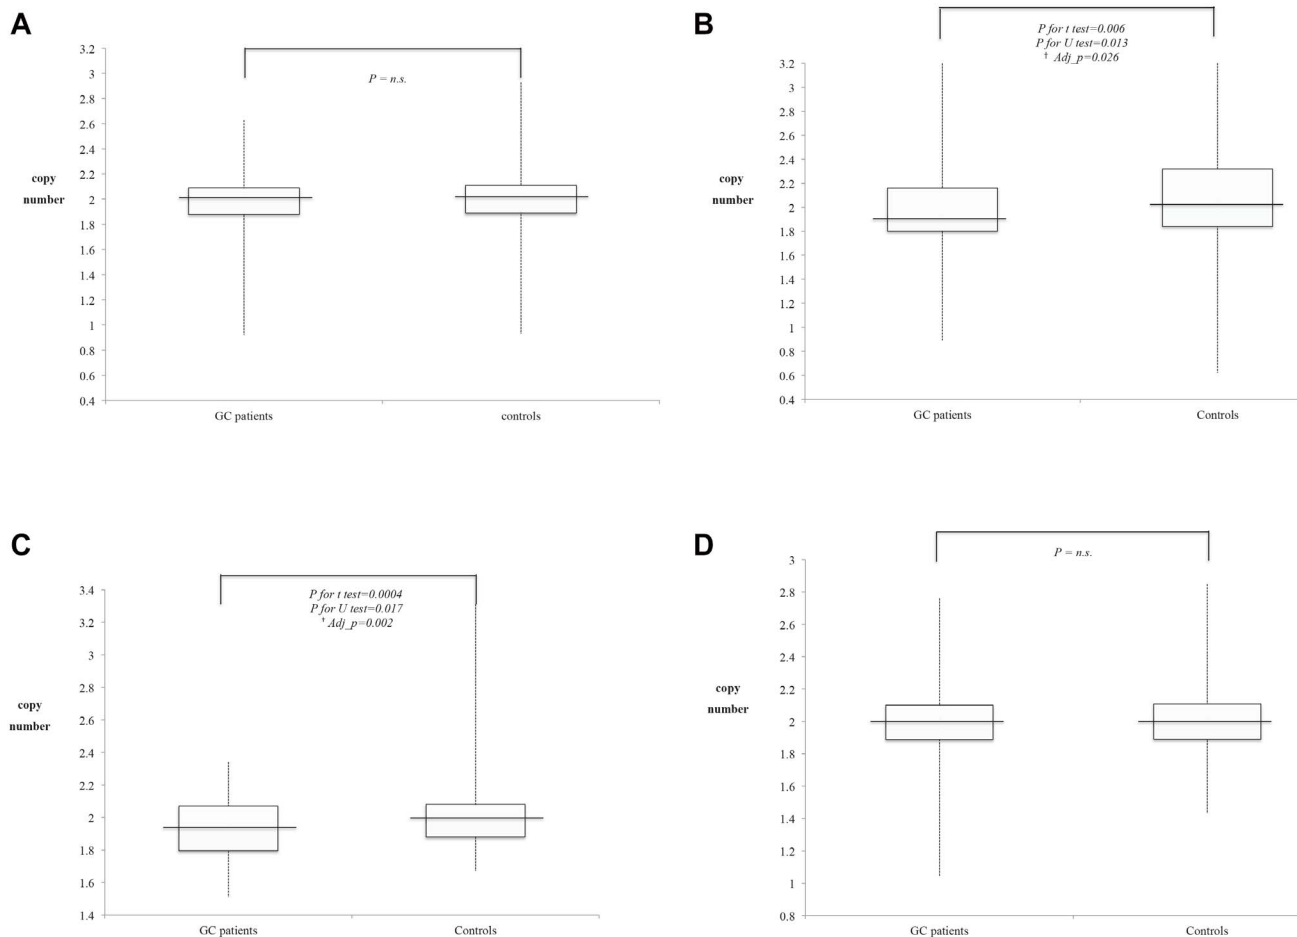 A
P = n.s.
3.2
3
2.8
2.6
2.4
2.2
2
1.8
1.6
1.4
1.2
1
0.8
0.6
0.4
copy
number
GC patients
controls
B
P for t test=0.006
P for U test=0.013
† Adj_p=0.026
3.2
3
2.8
2.6
2.4
2.2
2
1.8
1.6
1.4
1.2
1
0.8
0.6
0.4
copy
number
GC patients
Controls
C
P for t test=0.0004
P for U test=0.017
† Adj_p=0.002
3.4
3.2
3
2.8
2.6
2.4
2.2
2
1.8
1.6
1.4
copy
number
GC patients
Controls
D
P = n.s.
3
2.8
2.6
2.4
2.2
2
1.8
1.6
1.4
1.2
1
0.8
copy
number
GC patients
Controls